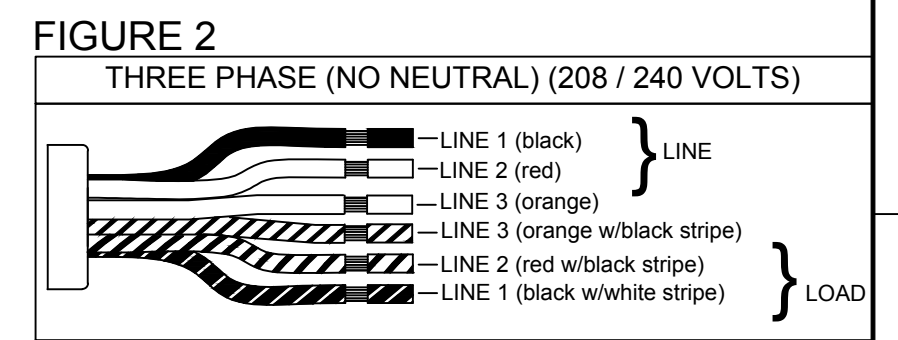 FIGURE 2
THREE PHASE (NO NEUTRAL) (208 / 240 VOLTS)
LINE 1 (black)
LINE 2 (red)
LINE
LINE 3 (orange)
LINE 3 (orange w/black stripe)
LINE 2 (red w/black stripe)
LINE 1 (black w/white stripe)
LOAD